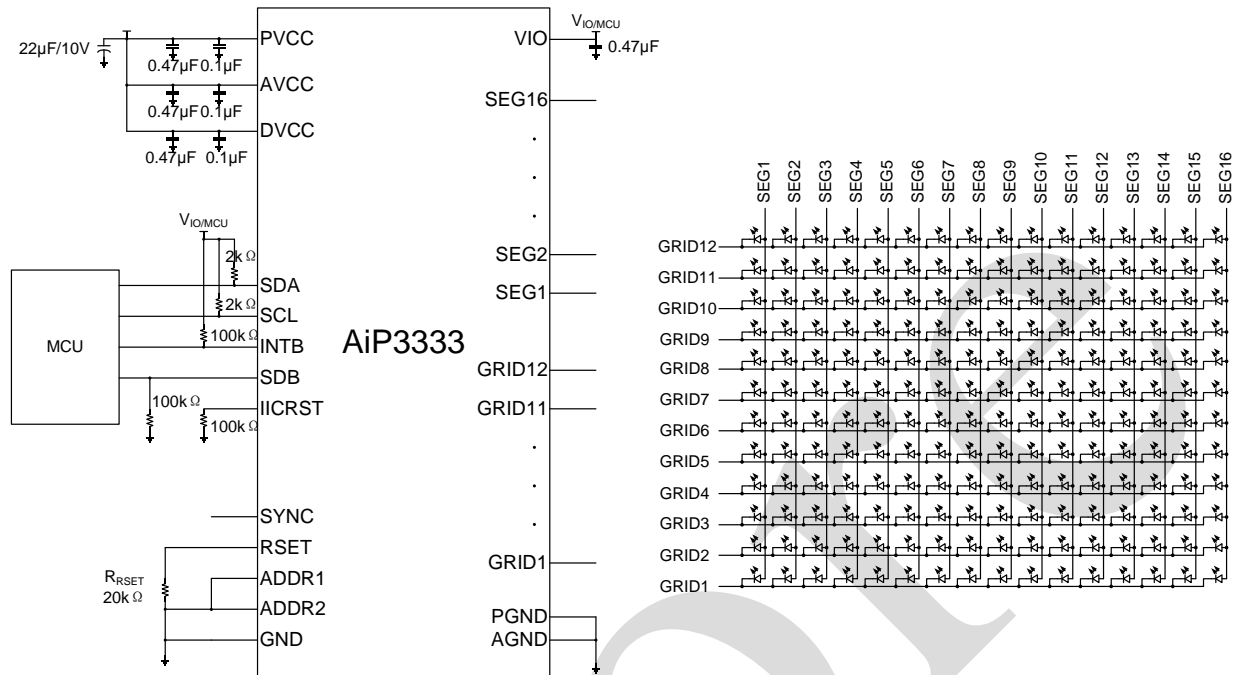 22μF/10V
PVCC
0.47μF 0.1μF
AVCC
0.47μF 0.1μF
DVCC
0.47μF 0.1μF
VIO/MCU
2kΩ
SDA
2kΩ
SCL
100kΩ
INTB
SDB
100kΩ
IICRST
100kΩ
MCU
SYNC
RSET
RRSET
20kΩ
ADDR1
ADDR2
GND
AiP3333
VIO/MCU
VIO
0.47μF
SEG16
SEG2
SEG1
GRID12
GRID11
GRID1
PGND
AGND
SEG1
SEG2
SEG3
SEG4
SEG5
SEG6
SEG7
SEG8
SEG9
SEG10
SEG11
SEG12
SEG13
SEG14
SEG15
SEG16
GRID12
GRID11
GRID10
GRID9
GRID8
GRID7
GRID6
GRID5
GRID4
GRID3
GRID2
GRID1